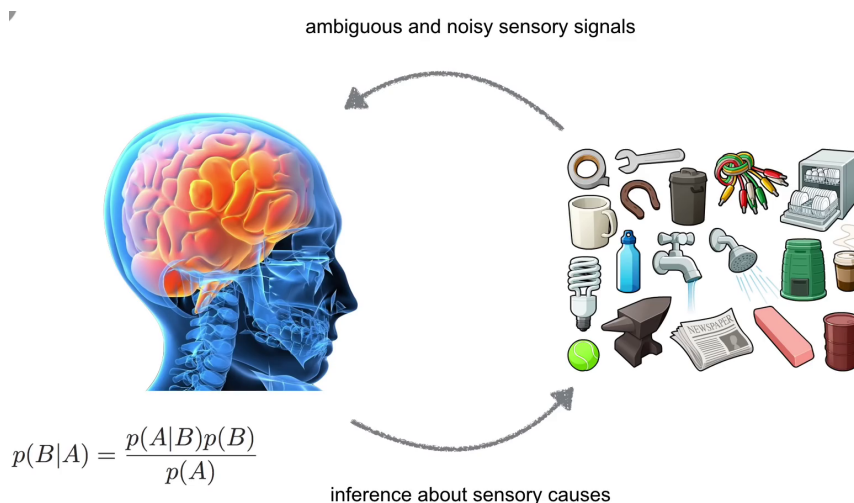 ambiguous and noisy sensory signals
NEWSPAPER
p(B|A) = p(A|B)p(B) / p(A)
inference about sensory causes